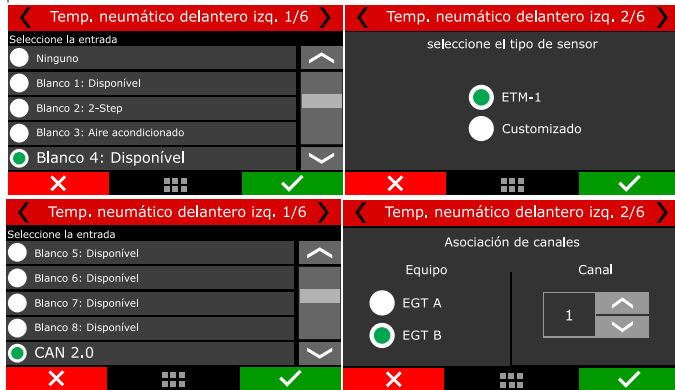 Temp. neumático delantero izq. 1/6
Seleccione la entrada
Ninguno
Blanco 1: Disponível
Blanco 2: 2-Step
Blanco 3: Aire acondicionado
Blanco 4: Disponível
Temp. neumático delantero izq. 2/6
seleccione el tipo de sensor
ETM-1
Customizado
Temp. neumático delantero izq. 1/6
Seleccione la entrada
Blanco 5: Disponível
Blanco 6: Disponível
Blanco 7: Disponível
Blanco 8: Disponível
CAN 2.0
Temp. neumático delantero izq. 2/6
Asociación de canales
Equipo
EGT A
EGT B
Canal
1